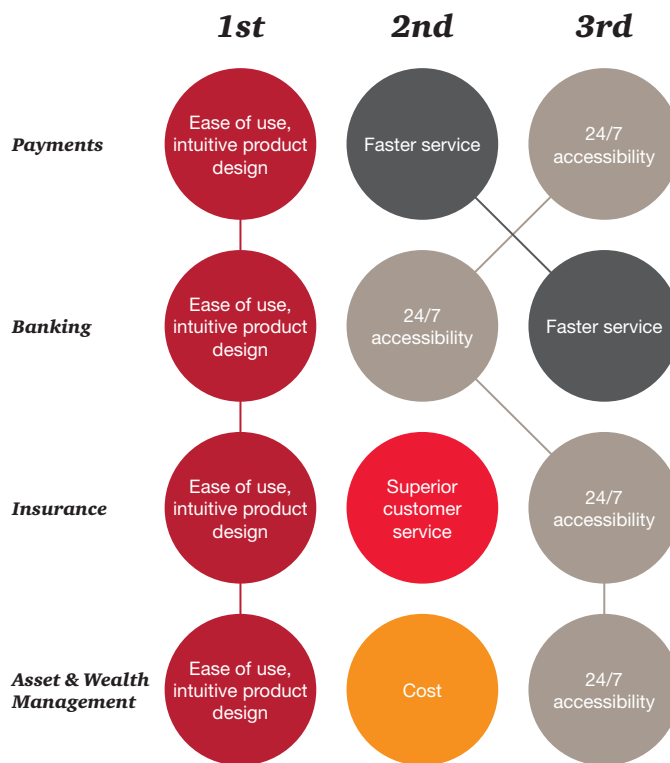 1st
2nd
3rd
Payments
Ease of use,
intuitive product
design
Faster service
24/7
accessibility
Banking
Ease of use,
intuitive product
design
24/7
accessibility
Faster service
Insurance
Ease of use,
intuitive product
design
Superior
customer
service
24/7
accessibility
Asset & Wealth
Management
Ease of use,
intuitive product
design
Cost
24/7
accessibility